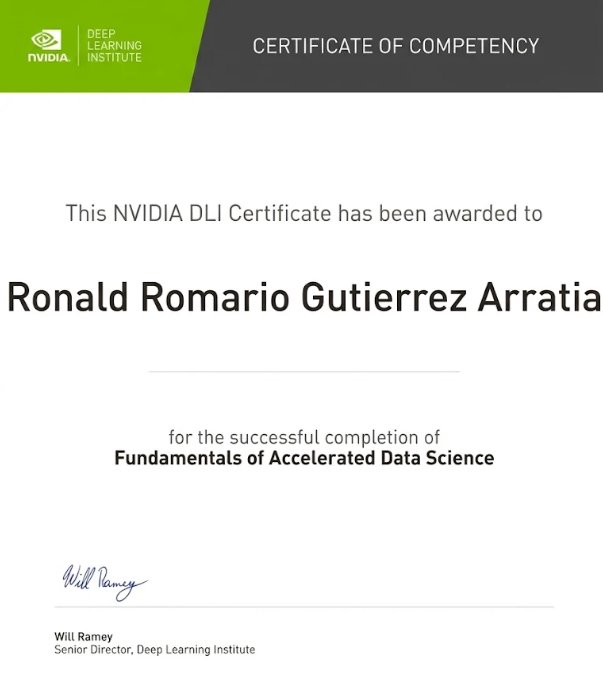 NVIDIA.
DEEP
LEARNING
INSTITUTE
CERTIFICATE OF COMPETENCY
This NVIDIA DLI Certificate has been awarded to
Ronald Romario Gutierrez Arratia
for the successful completion of
Fundamentals of Accelerated Data Science
Will Ramey
Will Ramey
Senior Director, Deep Learning Institute